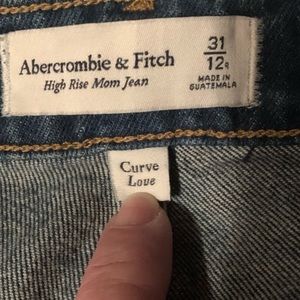 Abercrombie & Fitch
High Rise Mom Jean
31
12R
MADE IN
GUATEMALA
Curve
Love